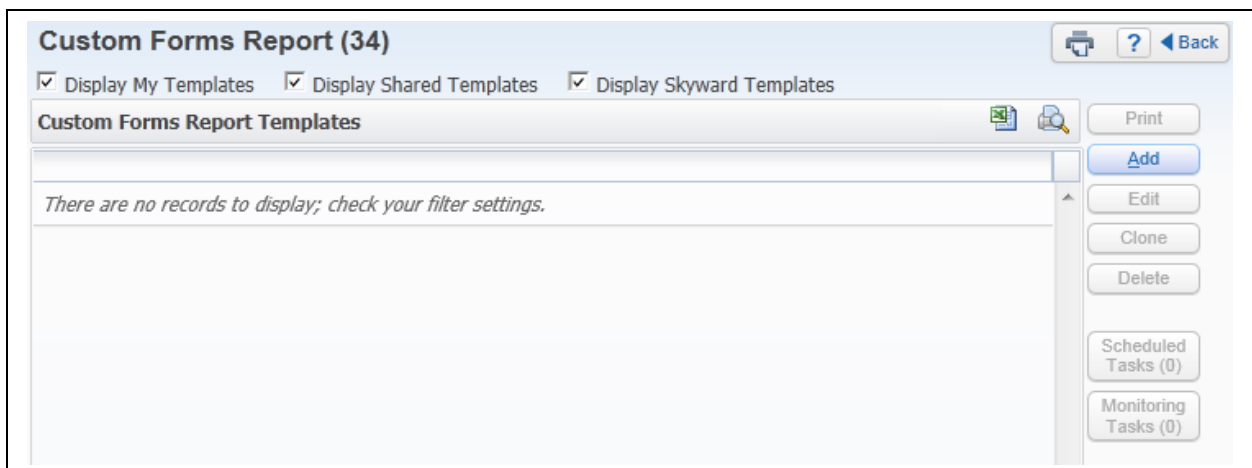 Custom Forms Report (34)
? Back
Display My Templates Display Shared Templates Display Skyward Templates
Custom Forms Report Templates
Print
Add
There are no records to display; check your filter settings.
Edit
Clone
Delete
Scheduled
Tasks (0)
Monitoring
Tasks (0)